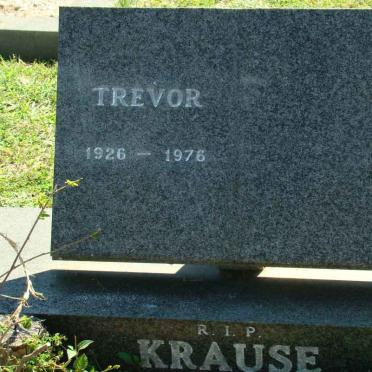 TREVOR
1926 — 1976
R.I.P
KRAUSE